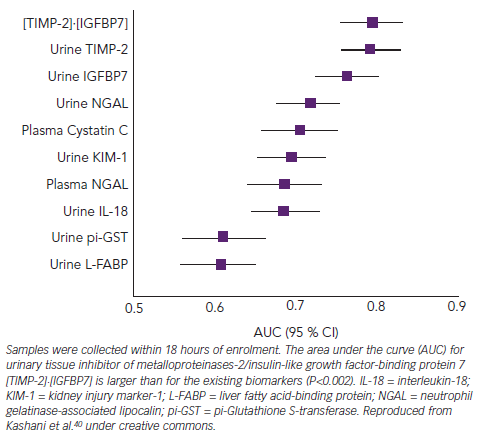 [TIMP-2]·[IGFBP7]
Urine TIMP-2
Urine IGFBP7
Urine NGAL
Plasma Cystatin C
Urine KIM-1
Plasma NGAL
Urine IL-18
Urine pi-GST
Urine L-FABP
0.5 0.6 0.7 0.8 0.9
AUC (95 % CI)
Samples were collected within 18 hours of enrolment. The area under the curve (AUC) for
urinary tissue inhibitor of metalloproteinases-2/insulin-like growth factor-binding protein 7
[TIMP-2]·[IGFBP7] is larger than for the existing biomarkers (P<0.002). IL-18 = interleukin-18;
KIM-1 = kidney injury marker-1; L-FABP = liver fatty acid-binding protein; NGAL = neutrophil
gelatinase-associated lipocalin; pi-GST = pi-Glutathione S-transferase. Reproduced from
Kashani et al.⁴⁰ under creative commons.